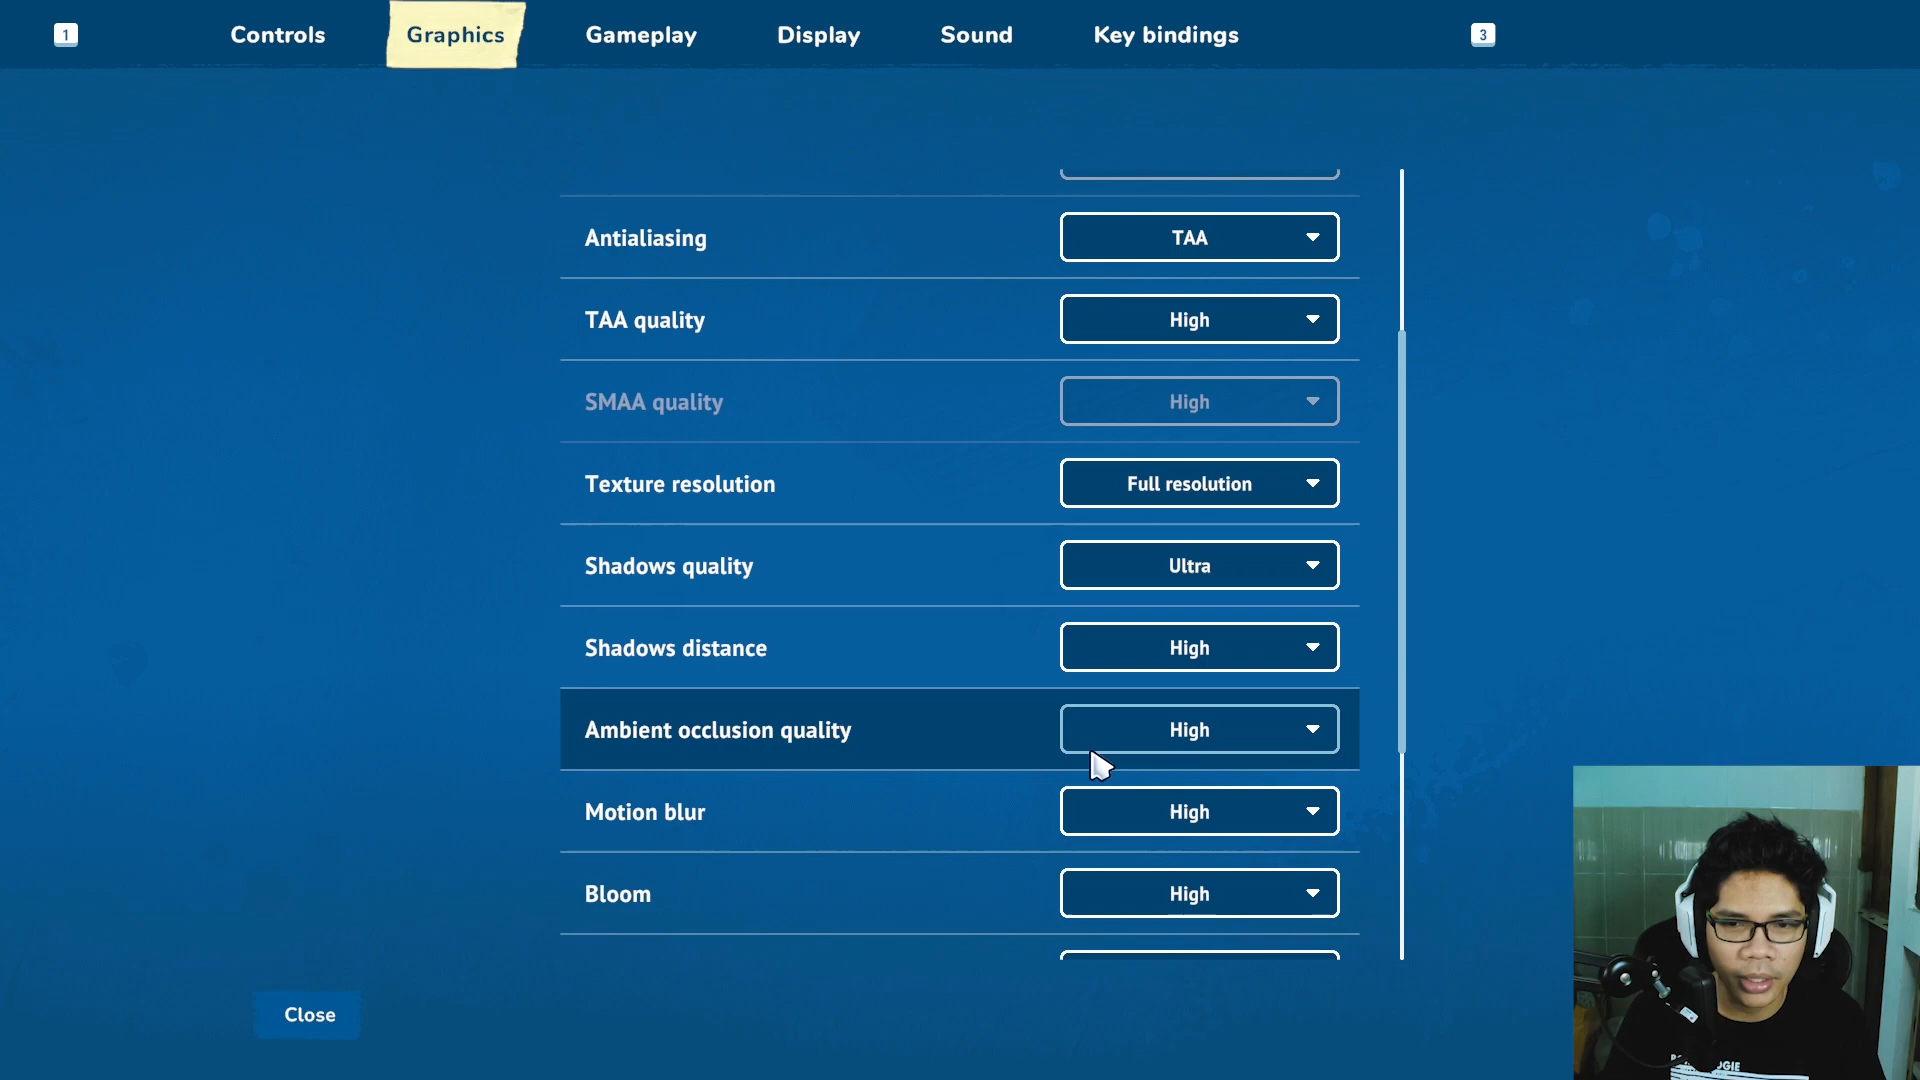 1
Controls
Graphics
Gameplay
Display
Sound
Key bindings
3
Antialiasing
TAA
TAA quality
High
SMAA quality
High
Texture resolution
Full resolution
Shadows quality
Ultra
Shadows distance
High
Ambient occlusion quality
High
Motion blur
High
Bloom
High
Close